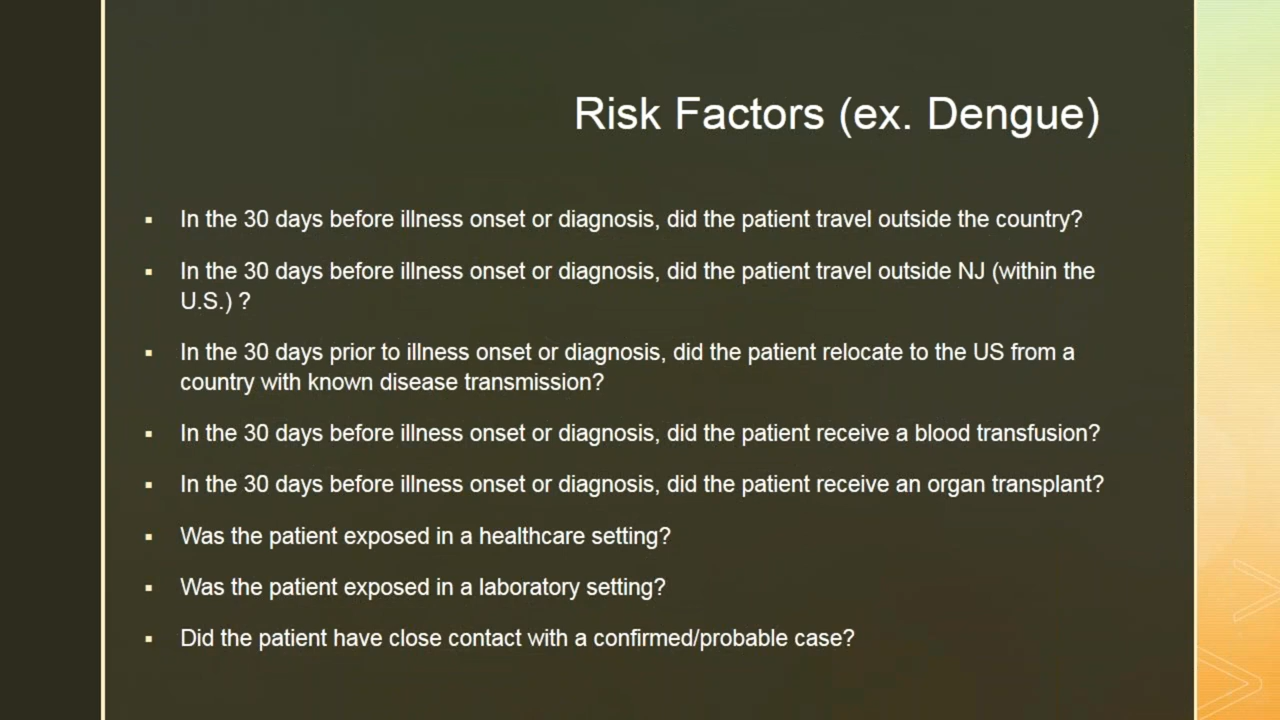 Risk Factors (ex. Dengue)
▪ In the 30 days before illness onset or diagnosis, did the patient travel outside the country?
▪ In the 30 days before illness onset or diagnosis, did the patient travel outside NJ (within the
U.S.) ?
▪ In the 30 days prior to illness onset or diagnosis, did the patient relocate to the US from a
country with known disease transmission?
▪ In the 30 days before illness onset or diagnosis, did the patient receive a blood transfusion?
▪ In the 30 days before illness onset or diagnosis, did the patient receive an organ transplant?
▪ Was the patient exposed in a healthcare setting?
▪ Was the patient exposed in a laboratory setting?
▪ Did the patient have close contact with a confirmed/probable case?